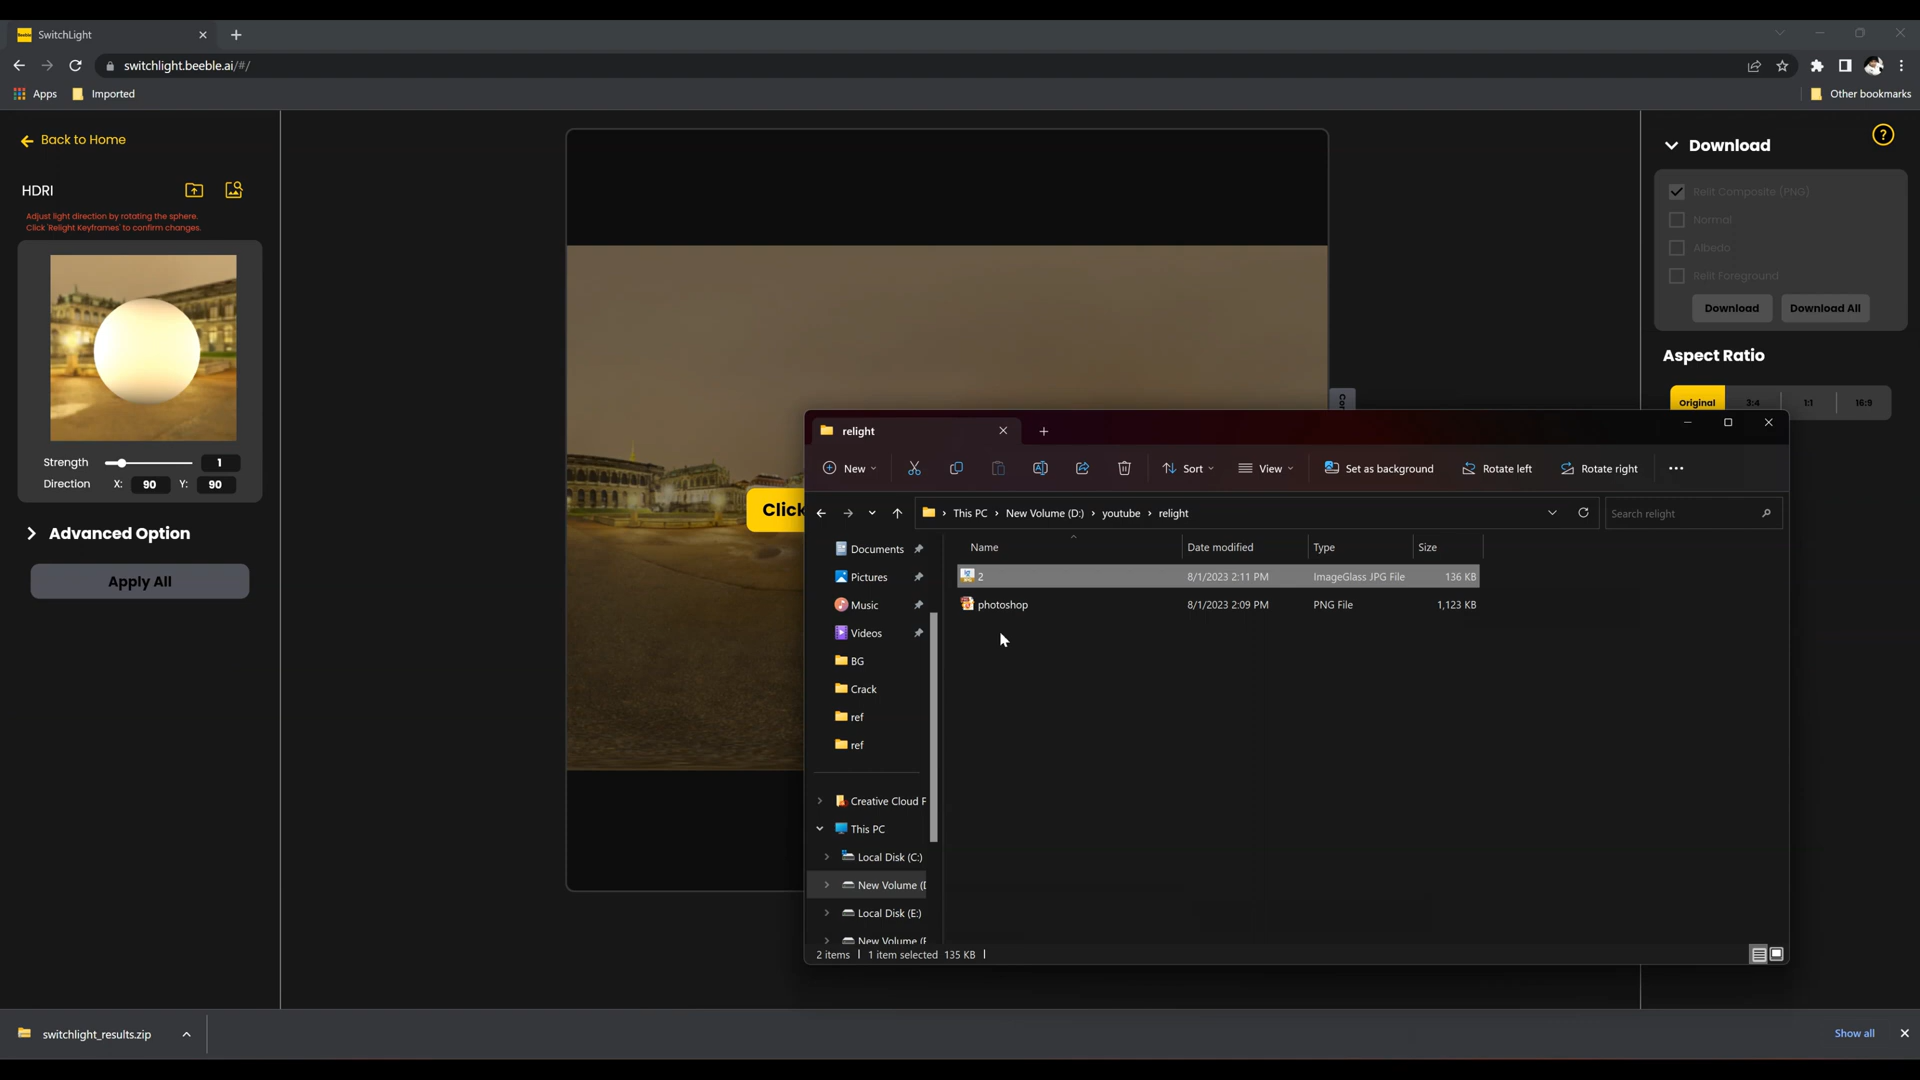 SwitchLight
switchlight.beeble.ai/#/
Apps
Imported
Other bookmarks
Back to Home
HDRI
Adjust light direction by rotating the sphere.
Click 'Relight Keyframes' to confirm changes.
Strength
1
Direction X: 90 Y: 90
Advanced Option
Apply All
Click
Download
Relit Composite (PNG)
Normal
Albedo
Relit Foreground
Download
Download All
Aspect Ratio
Original
3:4
1:1
16:9
relight
New
Sort
View
Set as background
Rotate left
Rotate right
This PC
New Volume (D:)
youtube
relight
Search relight
Name
Date modified
Type
Size
2
8/1/2023 2:11 PM
ImageGlass JPG File
136 KB
photoshop
8/1/2023 2:09 PM
PNG File
1,123 KB
Documents
Pictures
Music
Videos
BG
Crack
ref
ref
Creative Cloud F
This PC
Local Disk (C:)
New Volume (D
Local Disk (E:)
New Volume (F
2 items
1 item selected 135 KB
switchlight_results.zip
Show all